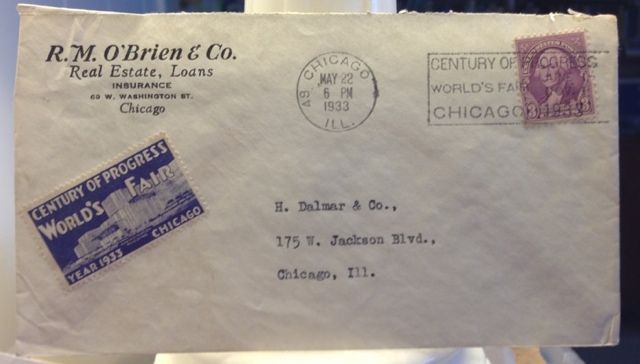 R.M. O'Brien & Co.
Real Estate, Loans
INSURANCE
69 W. WASHINGTON ST.
Chicago
CHICAGO
49
MAY 22
6 PM
1933
ILL.
CENTURY OF PROGRESS
WORLD'S FAIR
CHICAGO 1933
CENTURY OF PROGRESS
WORLD'S FAIR
YEAR 1933 CHICAGO
H. Dalmar & Co.,
175 W. Jackson Blvd.,
Chicago, Ill.